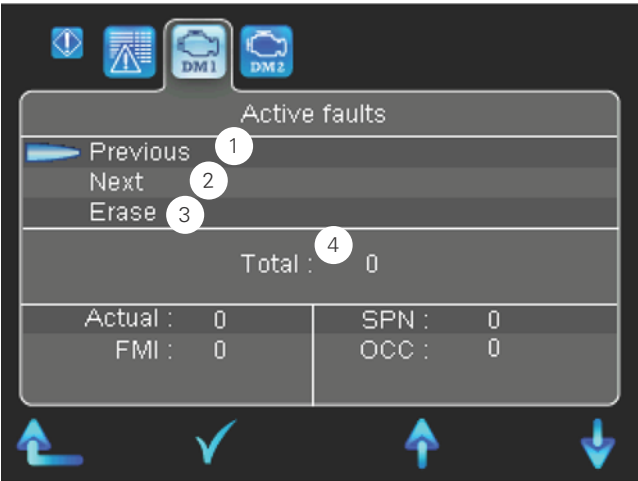 DM1 DM2
Active faults
Previous 1
Next 2
Erase 3
4
Total : 0
Actual : 0 SPN : 0
FMI : 0 OCC : 0